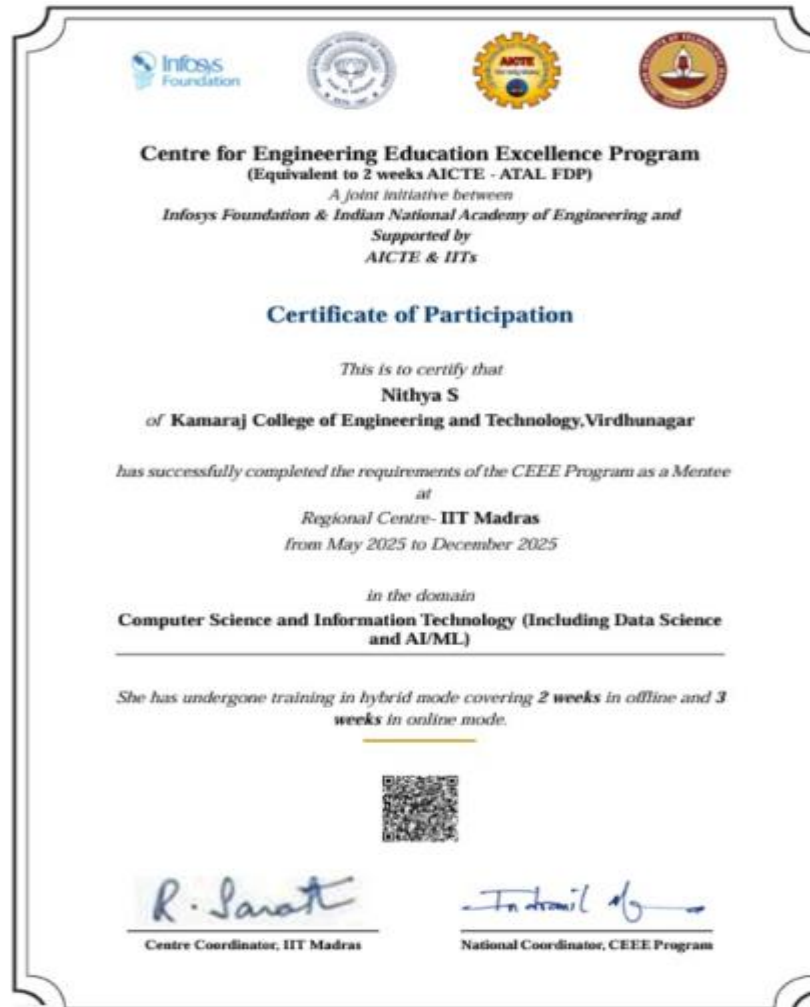 Infosys
Foundation
AICTE
Centre for Engineering Education Excellence Program
(Equivalent to 2 weeks AICTE - ATAL FDP)
A joint initiative between
Infosys Foundation & Indian National Academy of Engineering and
Supported by
AICTE & IITs
Certificate of Participation
This is to certify that
Nithya S
of Kamaraj College of Engineering and Technology,Virdhunagar
has successfully completed the requirements of the CEEE Program as a Mentee
at
Regional Centre- IIT Madras
from May 2025 to December 2025
in the domain
Computer Science and Information Technology (Including Data Science
and AI/ML)
She has undergone training in hybrid mode covering 2 weeks in offline and 3
weeks in online mode.
R. Sarath
Centre Coordinator, IIT Madras
National Coordinator, CEEE Program